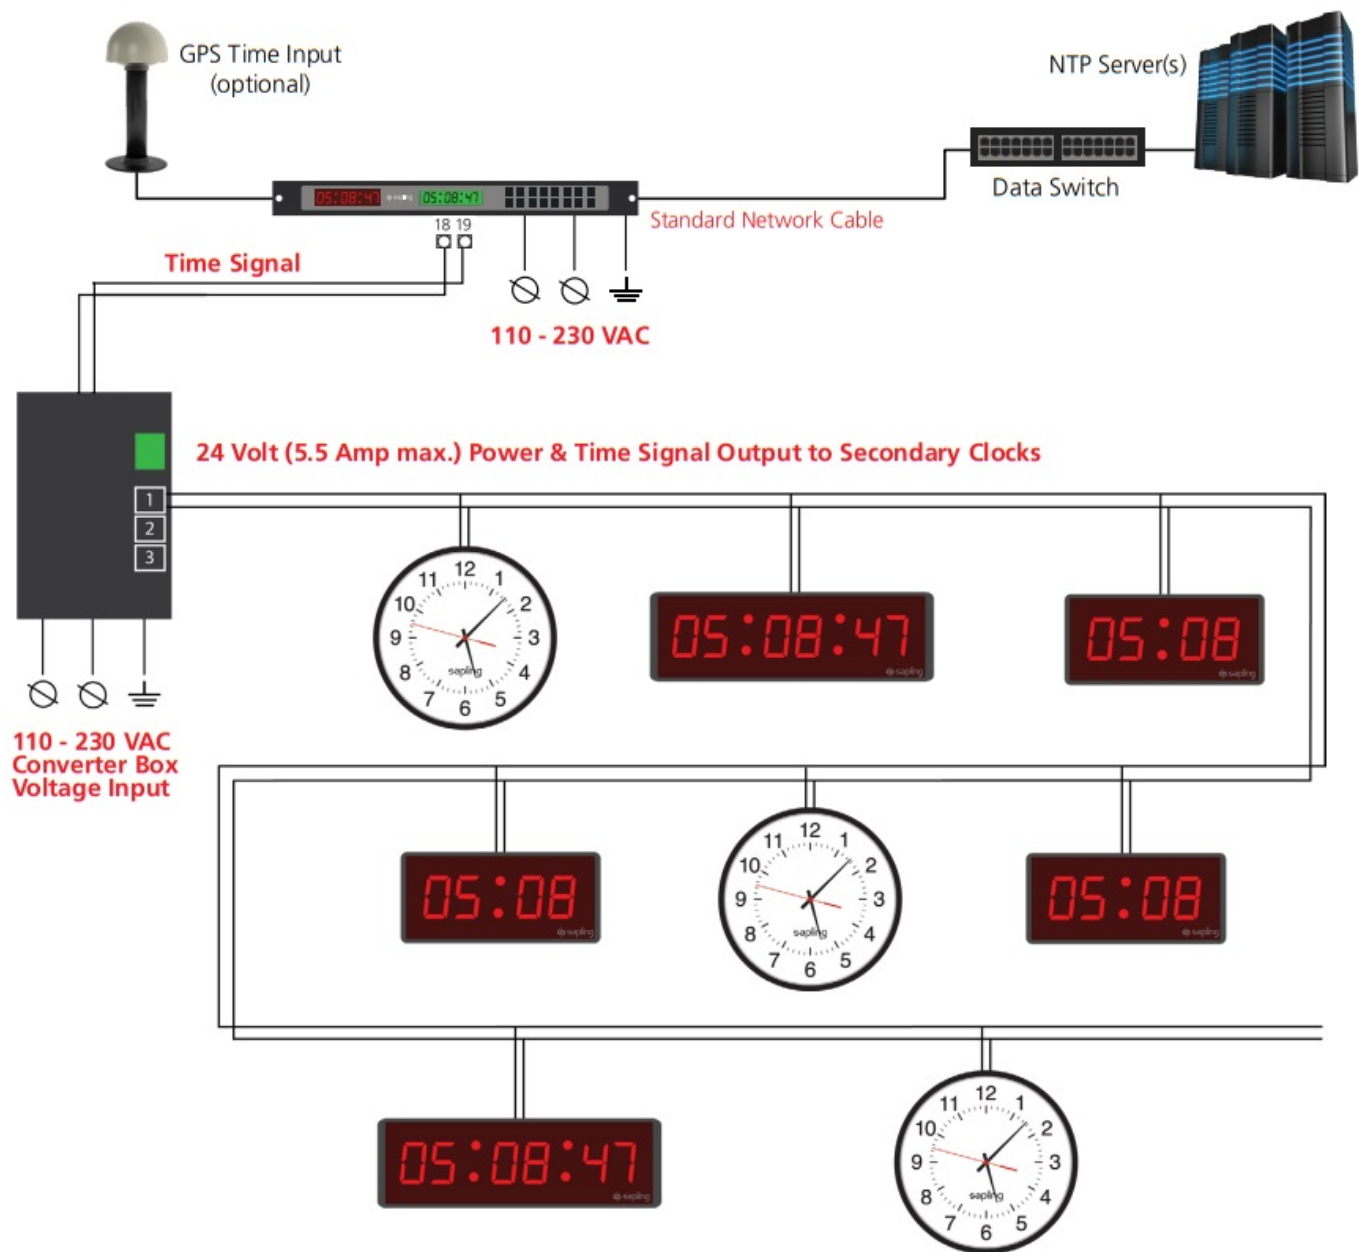 GPS Time Input
(optional)
NTP Server(s)
Data Switch
05:08:47
05:08:47
Standard Network Cable
18 19
Time Signal
110 - 230 VAC
24 Volt (5.5 Amp max.) Power & Time Signal Output to Secondary Clocks
1
2
3
110 - 230 VAC
Converter Box
Voltage Input
12
11 1
10 2
9 3
8 4
7 5
6
sapling
05:08:47
sapling
05:08
sapling
05:08
sapling
12
11 1
10 2
9 3
8 4
7 5
6
sapling
05:08
sapling
05:08:47
sapling
12
11 1
10 2
9 3
8 4
7 5
6
sapling